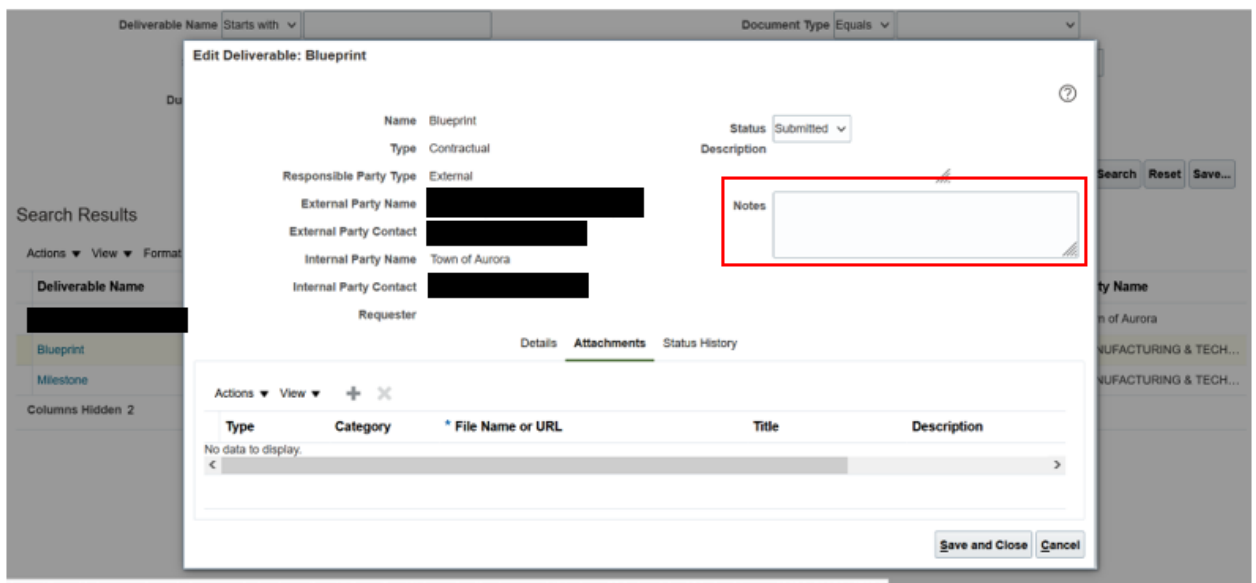 Deliverable Name Starts with Document Type Equals
Edit Deliverable: Blueprint
Du
Name Blueprint
Status Submitted
Type Contractual
Description
Responsible Party Type External
Search Reset Save...
External Party Name
Notes
Search Results
External Party Contact
Actions View Format
Internal Party Name Town of Aurora
Deliverable Name
Internal Party Contact
ty Name
Requester
n of Aurora
Details Attachments Status History
Blueprint
NUFACTURING & TECH...
Milestone
NUFACTURING & TECH...
Actions View
Columns Hidden 2
Type Category * File Name or URL Title Description
No data to display.
Save and Close Cancel